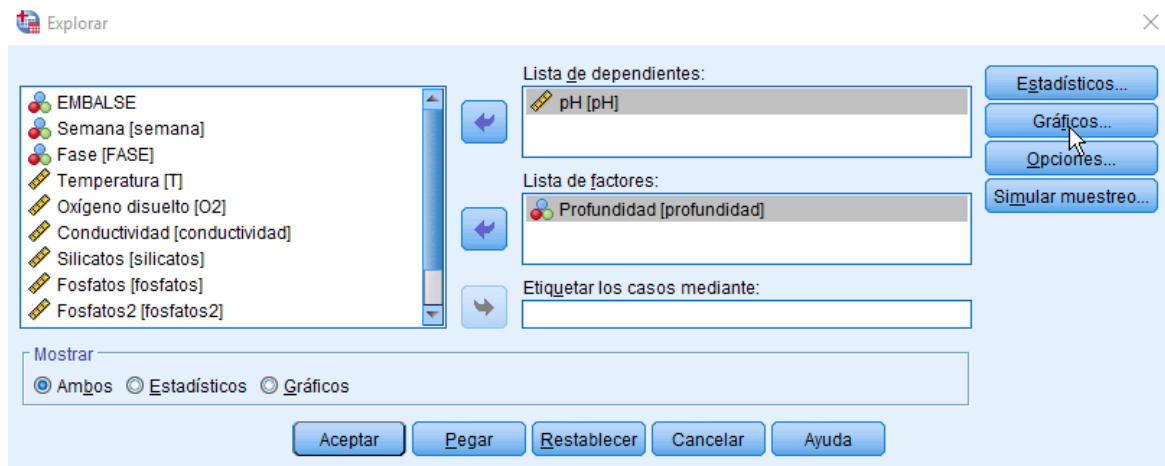 Explorar
EMBALSE
Semana [semana]
Fase [FASE]
Temperatura [T]
Oxígeno disuelto [O2]
Conductividad [conductividad]
Silicatos [silicatos]
Fosfatos [fosfatos]
Fosfatos2 [fosfatos2]
Lista de dependientes:
pH [pH]
Lista de factores:
Profundidad [profundidad]
Etiquetar los casos mediante:
Estadísticos...
Gráficos...
Opciones...
Simular muestreo...
Mostrar
Ambos Estadísticos Gráficos
Aceptar Pegar Restablecer Cancelar Ayuda